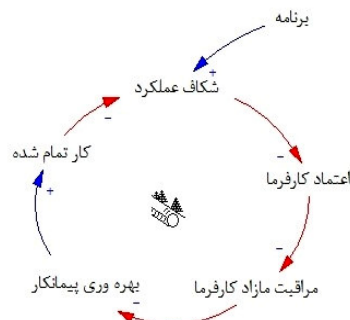 برنامه
+
شکاف عملکرد
-
-
کار تمام شده
اعتماد کارفرما
+
-
بهره وری پیمانکار
مراقبت مازاد کارفرما
-